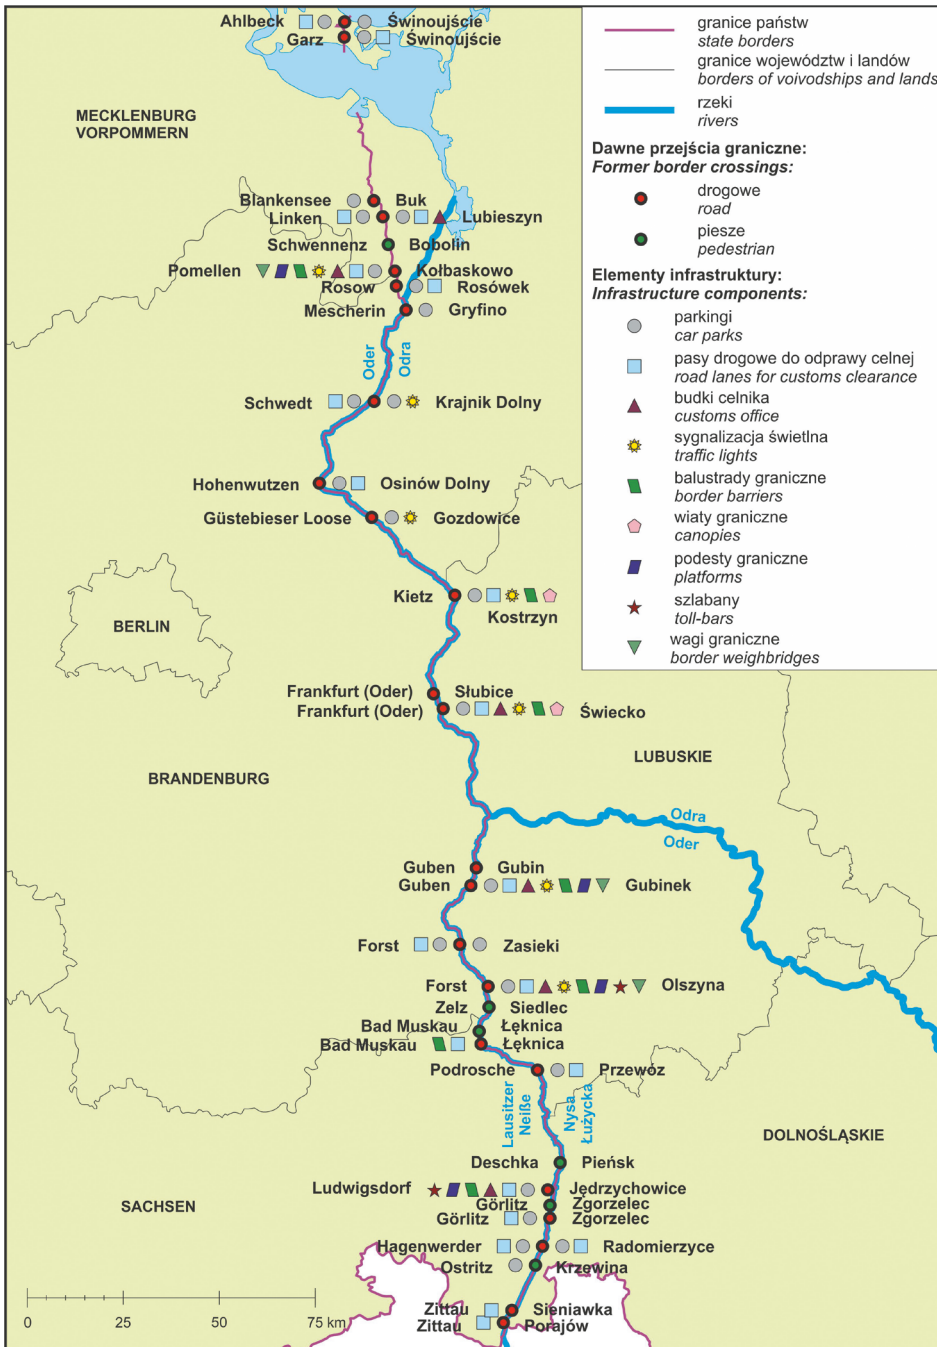 Ahlbeck Świnoujście
Garz Świnoujście
MECKLENBURG
VORPOMMERN
Blankensee Buk
Linken Lubieszyn
Schwennenz Bobolin
Pomellen Kołbaskowo
Rosow Rosówek
Mescherin Gryfino
Oder
Odra
Schwedt Krajnik Dolny
Hohenwutzen Osinów Dolny
Güstebieser Loose Gozdowice
Kietz
Kostrzyn
BERLIN
Frankfurt (Oder) Słubice
Frankfurt (Oder) Świecko
LUBUSKIE
BRANDENBURG
Odra
Oder
Guben Gubin
Guben Gubinek
Forst Zasieki
Forst Olszyna
Zelz Siedlec
Bad Muskau Łęknica
Bad Muskau Łęknica
Podrosche Przewóz
Lausitzer
Neiße
Nysa
Łużycka
DOLNOŚLĄSKIE
Deschka Pieńsk
Ludwigsdorf Jędrzychowice
Görlitz Zgorzelec
Görlitz Zgorzelec
SACHSEN
Hagenwerder Radomierzyce
Ostritz Krzewina
Zittau Sieniawka
Zittau Porajów
0 25 50 75 km
granice państw
state borders
granice województw i landów
borders of voivodships and lands
rzeki
rivers
Dawne przejścia graniczne:
Former border crossings:
drogowe
road
piesze
pedestrian
Elementy infrastruktury:
Infrastructure components:
parkingi
car parks
pasy drogowe do odprawy celnej
road lanes for customs clearance
budki celnika
customs office
sygnalizacja świetlna
traffic lights
balustrady graniczne
border barriers
wiaty graniczne
canopies
podesty graniczne
platforms
szlabany
toll-bars
wagi graniczne
border weighbridges